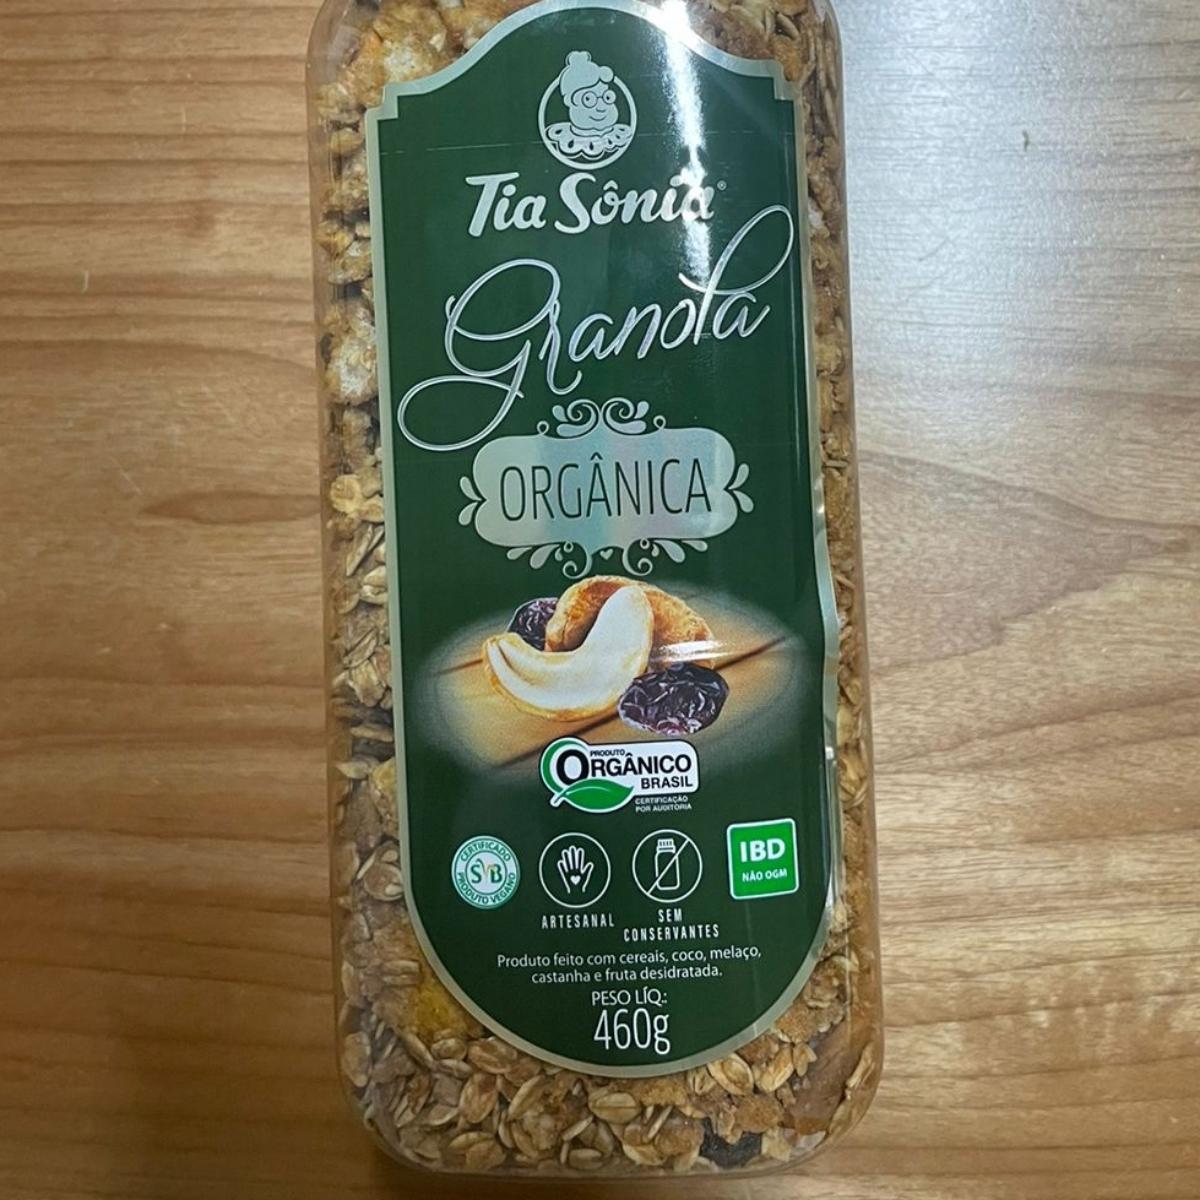 Tia Sônia®
Granola
ORGÂNICA
PRODUTO
ORGÂNICO
BRASIL
CERTIFICAÇÃO
POR AUDITORIA
CERTIFICADO
SVB
PRODUTO VEGANO
ARTESANAL
SEM
CONSERVANTES
IBD
NÃO OGM
Produto feito com cereais, coco, melaço,
castanha e fruta desidratada.
PESO LÍQ.:
460g